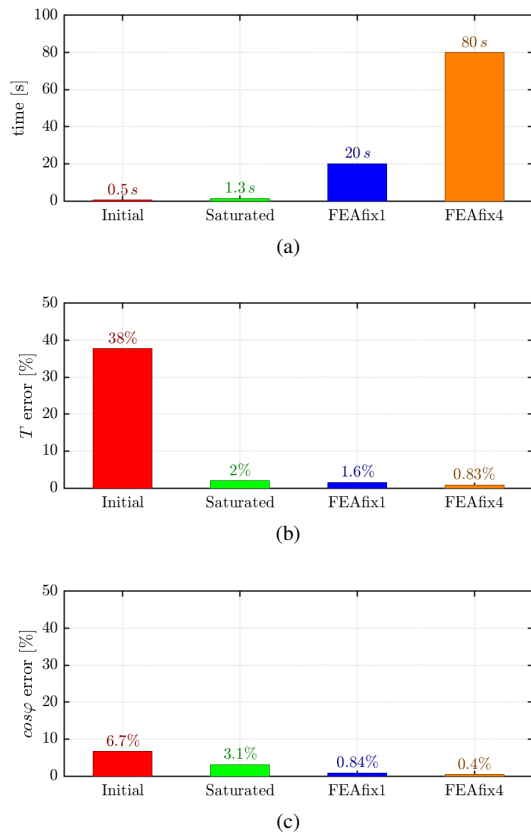 100
80
60
40
20
0
time [s]
0.5 s
1.3 s
20 s
80 s
Initial Saturated FEAfix1 FEAfix4
(a)
50
40
30
20
10
0
T error [%]
38%
2%
1.6%
0.83%
Initial Saturated FEAfix1 FEAfix4
(b)
50
40
30
20
10
0
cosφ error [%]
6.7%
3.1%
0.84%
0.4%
Initial Saturated FEAfix1 FEAfix4
(c)